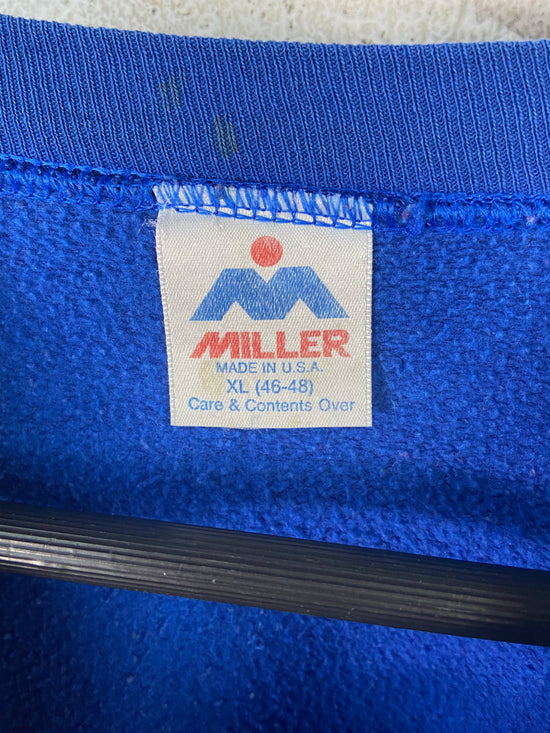 MILLER
MADE IN U.S.A.
XL (46-48)
Care & Contents Over